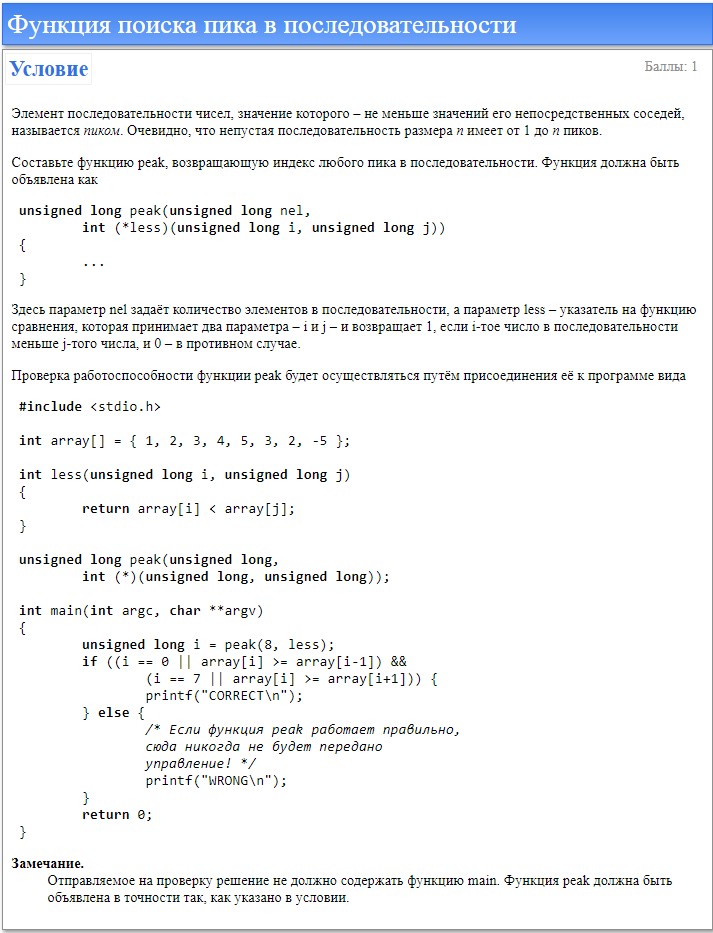 Функция поиска пика в последовательности
Условие
Баллы: 1
Элемент последовательности чисел, значение которого – не меньше значений его непосредственных соседей,
называется пиком. Очевидно, что непустая последовательность размера n имеет от 1 до n пиков.
Составьте функцию peak, возвращающую индекс любого пика в последовательности. Функция должна быть
объявлена как
unsigned long peak(unsigned long nel,
        int (*less)(unsigned long i, unsigned long j))
{
        ...
}
Здесь параметр nel задаёт количество элементов в последовательности, а параметр less – указатель на функцию
сравнения, которая принимает два параметра – i и j – и возвращает 1, если i-тое число в последовательности
меньше j-того числа, и 0 – в противном случае.
Проверка работоспособности функции peak будет осуществляться путём присоединения её к программе вида
#include <stdio.h>
int array[] = { 1, 2, 3, 4, 5, 3, 2, -5 };
int less(unsigned long i, unsigned long j)
{
        return array[i] < array[j];
}
unsigned long peak(unsigned long,
        int (*)(unsigned long, unsigned long));
int main(int argc, char **argv)
{
        unsigned long i = peak(8, less);
        if ((i == 0 || array[i] >= array[i-1]) &&
                (i == 7 || array[i] >= array[i+1])) {
                printf("CORRECT\n");
        } else {
                /* Если функция peak работает правильно,
                сюда никогда не будет передано
                управление! */
                printf("WRONG\n");
        }
        return 0;
}
Замечание.
Отправляемое на проверку решение не должно содержать функцию main. Функция peak должна быть
объявлена в точности так, как указано в условии.